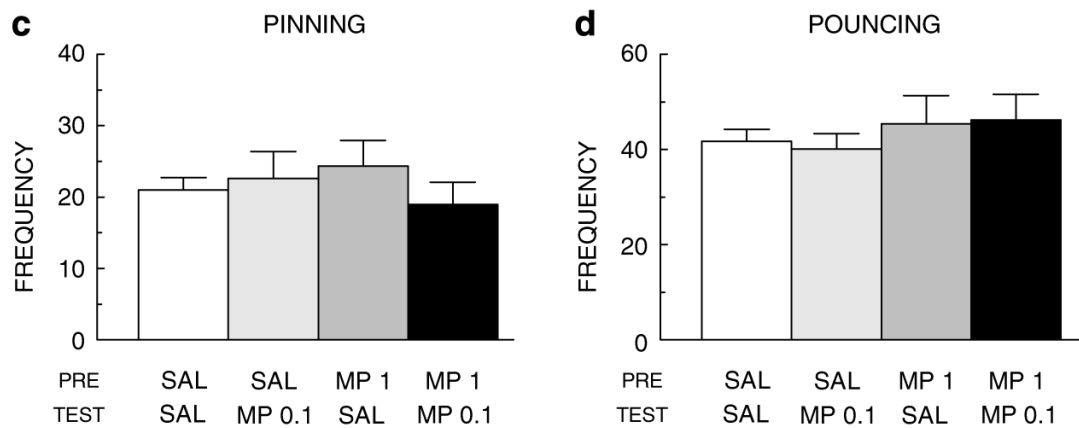 c PINNING
40
30
20
10
0
FREQUENCY
PRE SAL SAL MP 1 MP 1
TEST SAL MP 0.1 SAL MP 0.1
d POUNCING
60
40
20
0
FREQUENCY
PRE SAL SAL MP 1 MP 1
TEST SAL MP 0.1 SAL MP 0.1